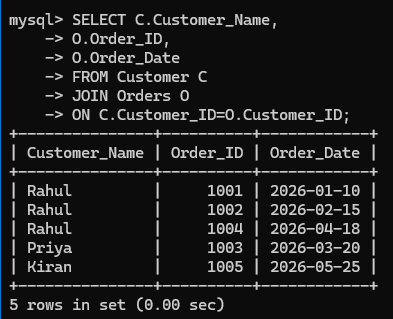 mysql> SELECT C.Customer_Name,
    -> O.Order_ID,
    -> O.Order_Date
    -> FROM Customer C
    -> JOIN Orders O
    -> ON C.Customer_ID=O.Customer_ID;
+---------------+----------+------------+
| Customer_Name | Order_ID | Order_Date |
+---------------+----------+------------+
| Rahul         |     1001 | 2026-01-10 |
| Rahul         |     1002 | 2026-02-15 |
| Rahul         |     1004 | 2026-04-18 |
| Priya         |     1003 | 2026-03-20 |
| Kiran         |     1005 | 2026-05-25 |
+---------------+----------+------------+
5 rows in set (0.00 sec)